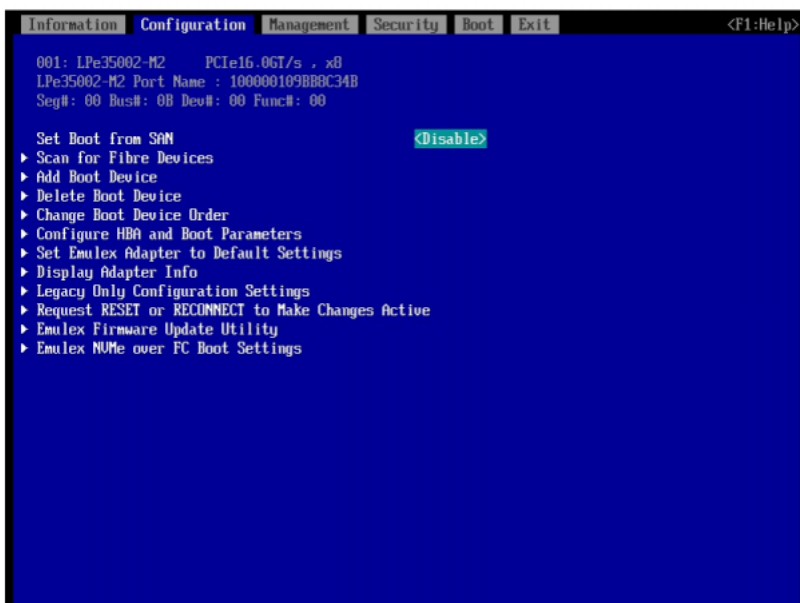 Information Configuration Management Security Boot Exit <F1:Help>
001: LPe35002-M2 PCIe16.0GT/s , x8
LPe35002-M2 Port Name : 100000109BB8C34B
Seg#: 00 Bus#: 0B Dev#: 00 Func#: 00
Set Boot from SAN <Disable>
Scan for Fibre Devices
Add Boot Device
Delete Boot Device
Change Boot Device Order
Configure HBA and Boot Parameters
Set Emulex Adapter to Default Settings
Display Adapter Info
Legacy Only Configuration Settings
Request RESET or RECONNECT to Make Changes Active
Emulex Firmware Update Utility
Emulex NVMe over FC Boot Settings